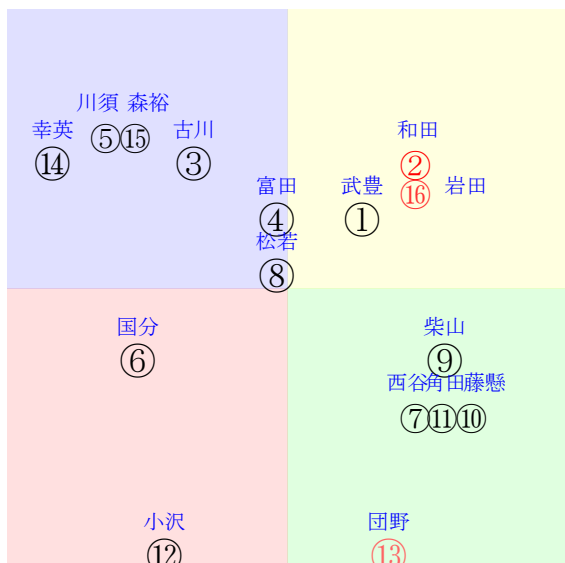 川須 森裕
幸英 古川 和田
⑤⑮
⑭ ③ ②
富田 武豊 ⑯ 岩田
④ ①
松若
⑧
国分 柴山
⑥ ⑨
西谷角田藤懸
⑦⑪⑩
小沢 団野
⑫ ⑬